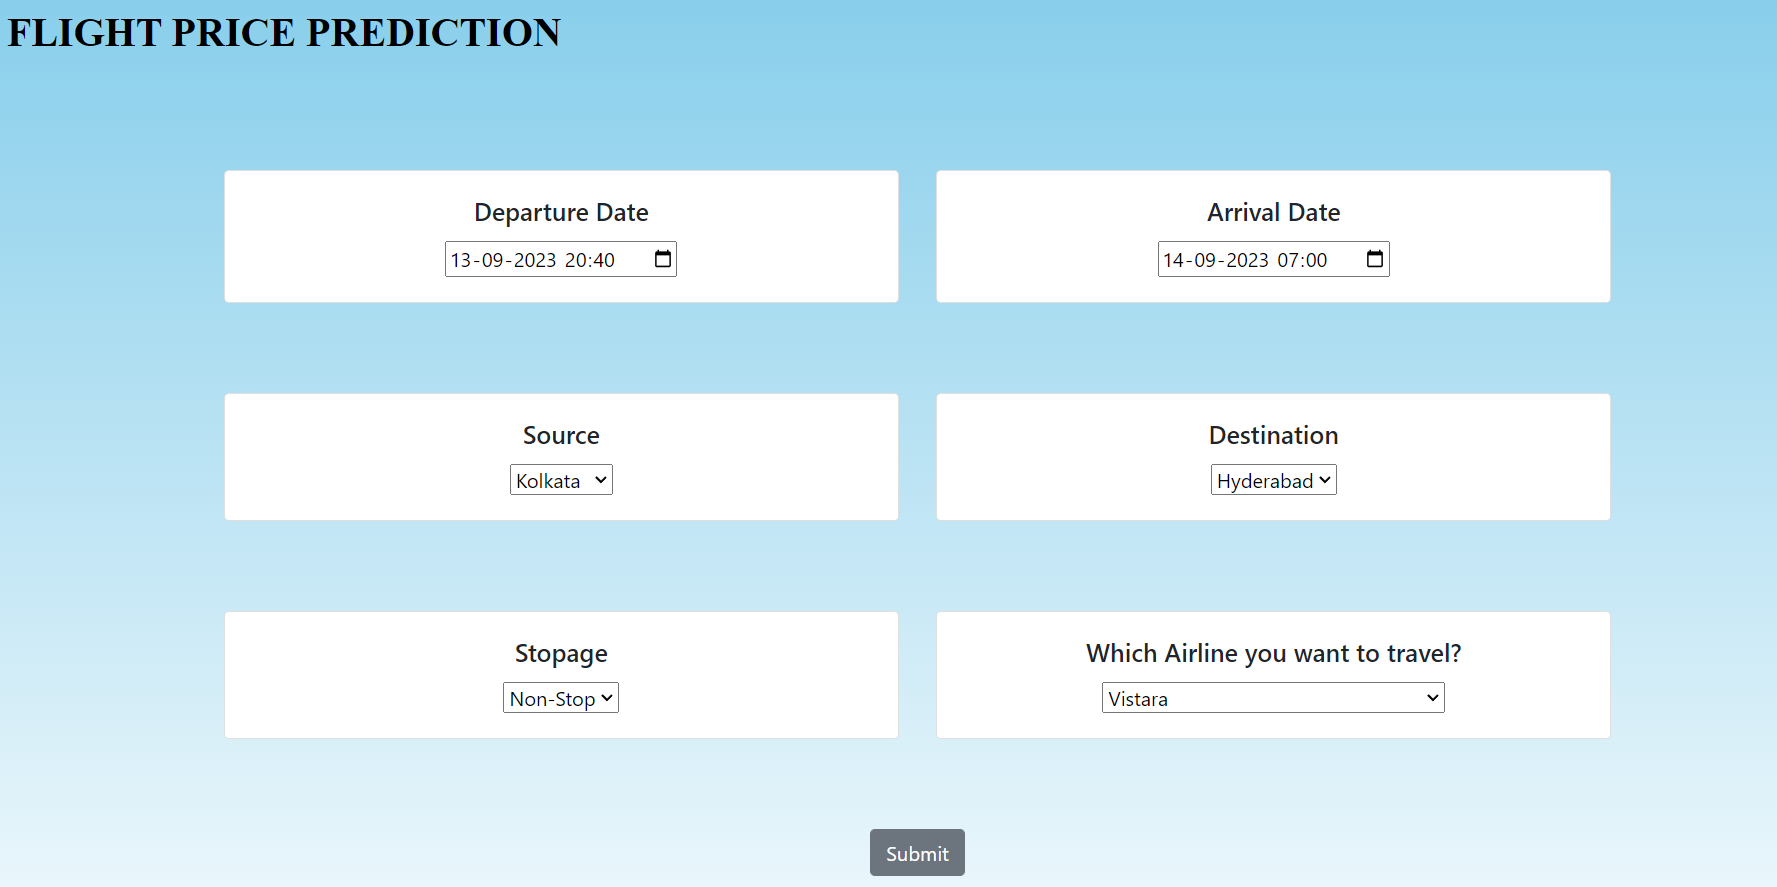 FLIGHT PRICE PREDICTION
Departure Date
13-09-2023 20:40
Arrival Date
14-09-2023 07:00
Source
Kolkata
Destination
Hyderabad
Stopage
Non-Stop
Which Airline you want to travel?
Vistara
Submit